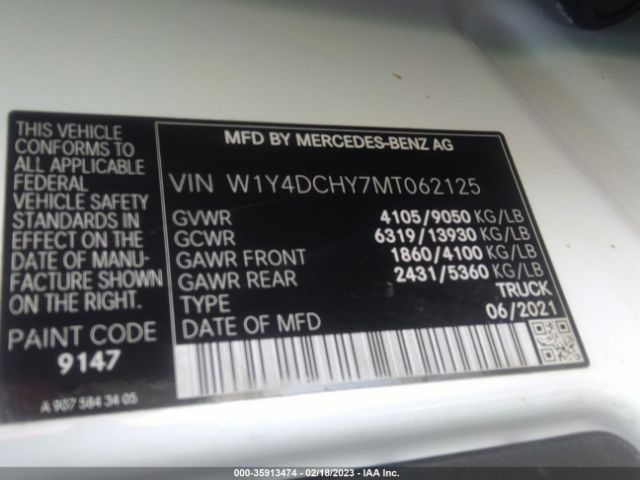 THIS VEHICLE
CONFORMS TO
ALL APPLICABLE
FEDERAL MOTOR
VEHICLE SAFETY
STANDARDS IN
EFFECT ON THE
DATE OF MANU-
FACTURE SHOWN
ON THE RIGHT.
PAINT CODE
9147
A 907 584 34 05
MFD BY MERCEDES-BENZ AG
VIN W1Y4DCHY7MT062125
GVWR 4105/9050 KG/LB
GCWR 6319/13930 KG/LB
GAWR FRONT 1860/4100 KG/LB
GAWR REAR 2431/5360 KG/LB
TYPE TRUCK
DATE OF MFD 06/2021
000-35913474 — 02/18/2023 — IAA Inc.